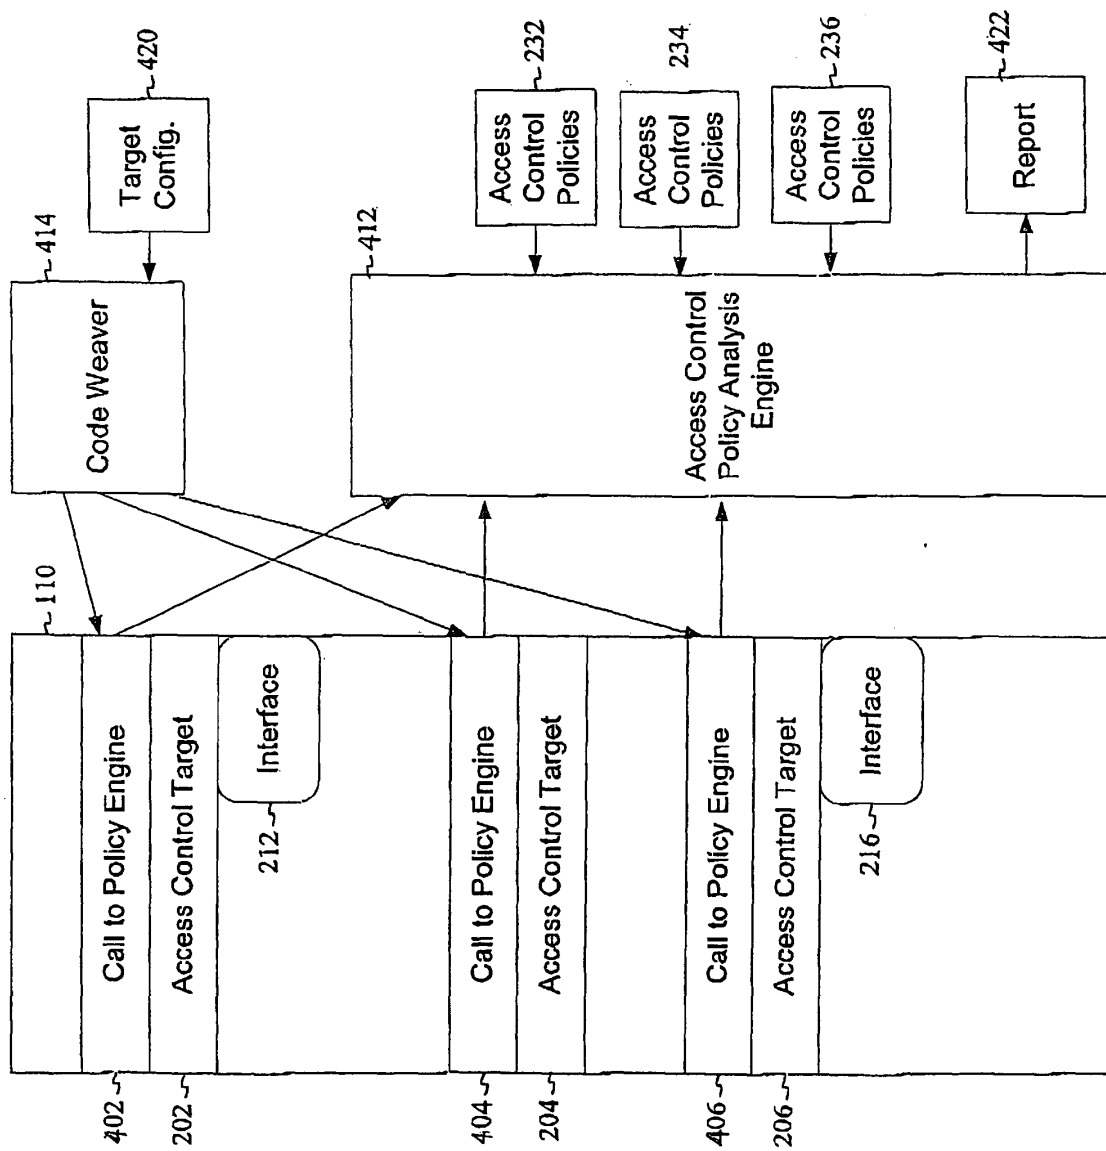 110
414
420
402
Call to Policy Engine
Code Weaver
Target
Config.
202
Access Control Target
212
Interface
412
404
Call to Policy Engine
204
Access Control Target
232
Access
Control
Policies
234
Access
Control
Policies
Access Control
Policy Analysis
Engine
406
Call to Policy Engine
206
Access Control Target
236
Access
Control
Policies
216
Interface
422
Report